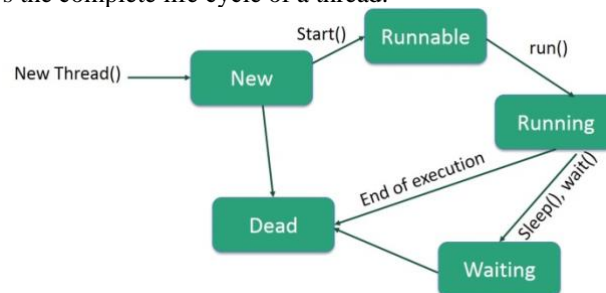 s the complete life cycle of a thread.
Start()
Runnable
run()
New Thread()
New
Running
End of execution
Sleep(), wait()
Dead
Waiting